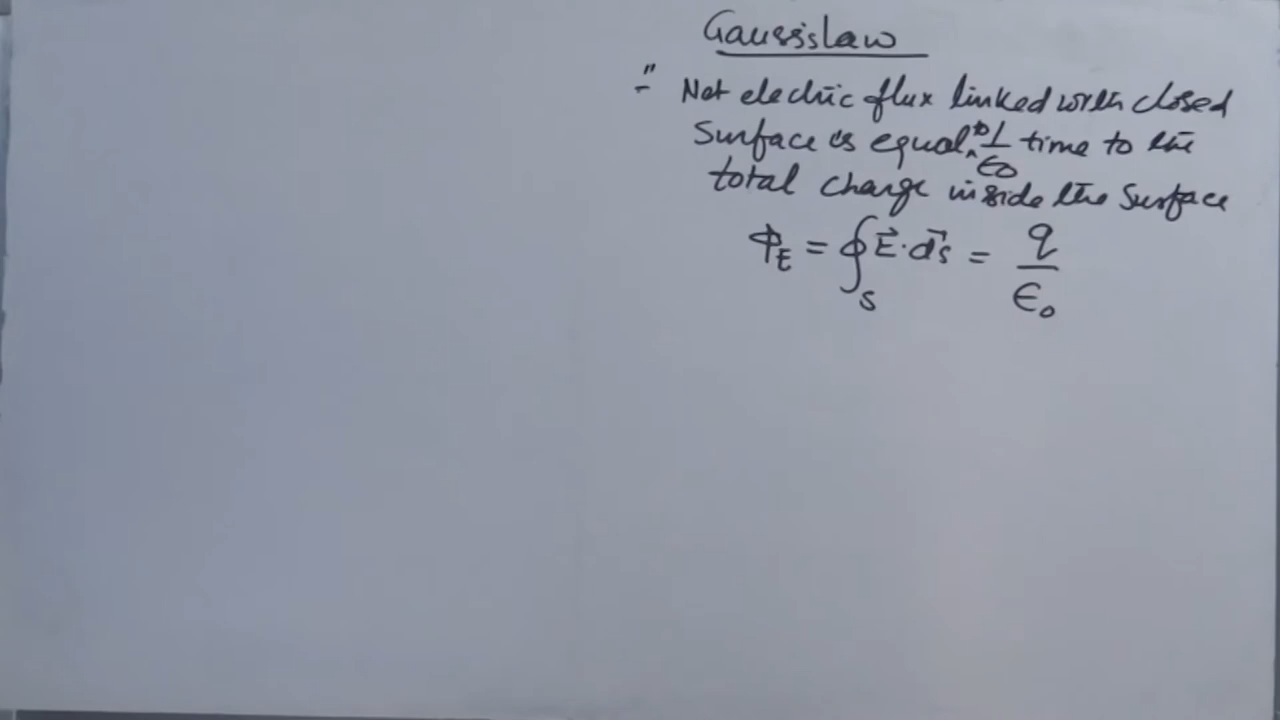 Gauss's Law
:" Net electric flux linked with closed
Surface is equal to 1/ϵ0 time to the
total charge inside the Surface
ϕ_E = ∮_S E⃗·ds⃗ = q/ϵ₀